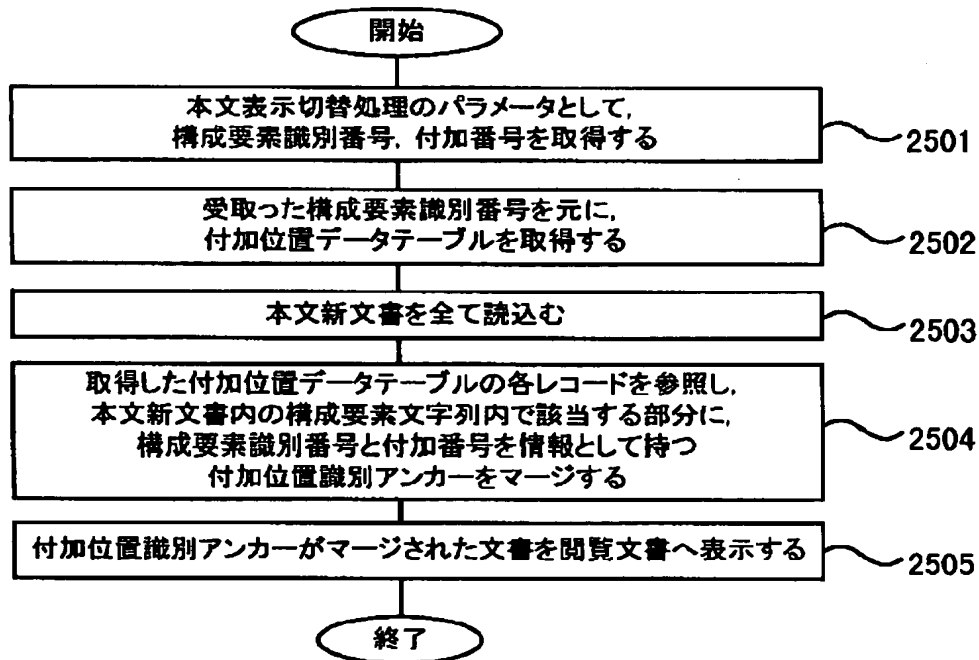 開始
本文表示切替処理のパラメータとして,
構成要素識別番号, 付加番号を取得する
2501
受取った構成要素識別番号を元に,
付加位置データテーブルを取得する
2502
本文新文書を全て読込む
2503
取得した付加位置データテーブルの各レコードを参照し,
本文新文書内の構成要素文字列内で該当する部分に,
構成要素識別番号と付加番号を情報として持つ
付加位置識別アンカーをマージする
2504
付加位置識別アンカーがマージされた文書を閲覧文書へ表示する
2505
終了